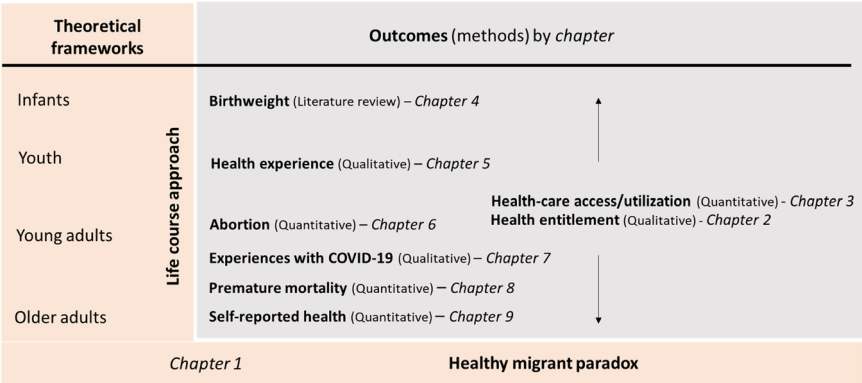 Theoretical
frameworks
Outcomes (methods) by chapter
Infants
Birthweight (Literature review) – Chapter 4
Youth
Health experience (Qualitative) – Chapter 5
Life course approach
Health-care access/utilization (Quantitative) - Chapter 3
Health entitlement (Qualitative) - Chapter 2
Young adults
Abortion (Quantitative) – Chapter 6
Experiences with COVID-19 (Qualitative) – Chapter 7
Premature mortality (Quantitative) – Chapter 8
Older adults
Self-reported health (Quantitative) – Chapter 9
Chapter 1
Healthy migrant paradox